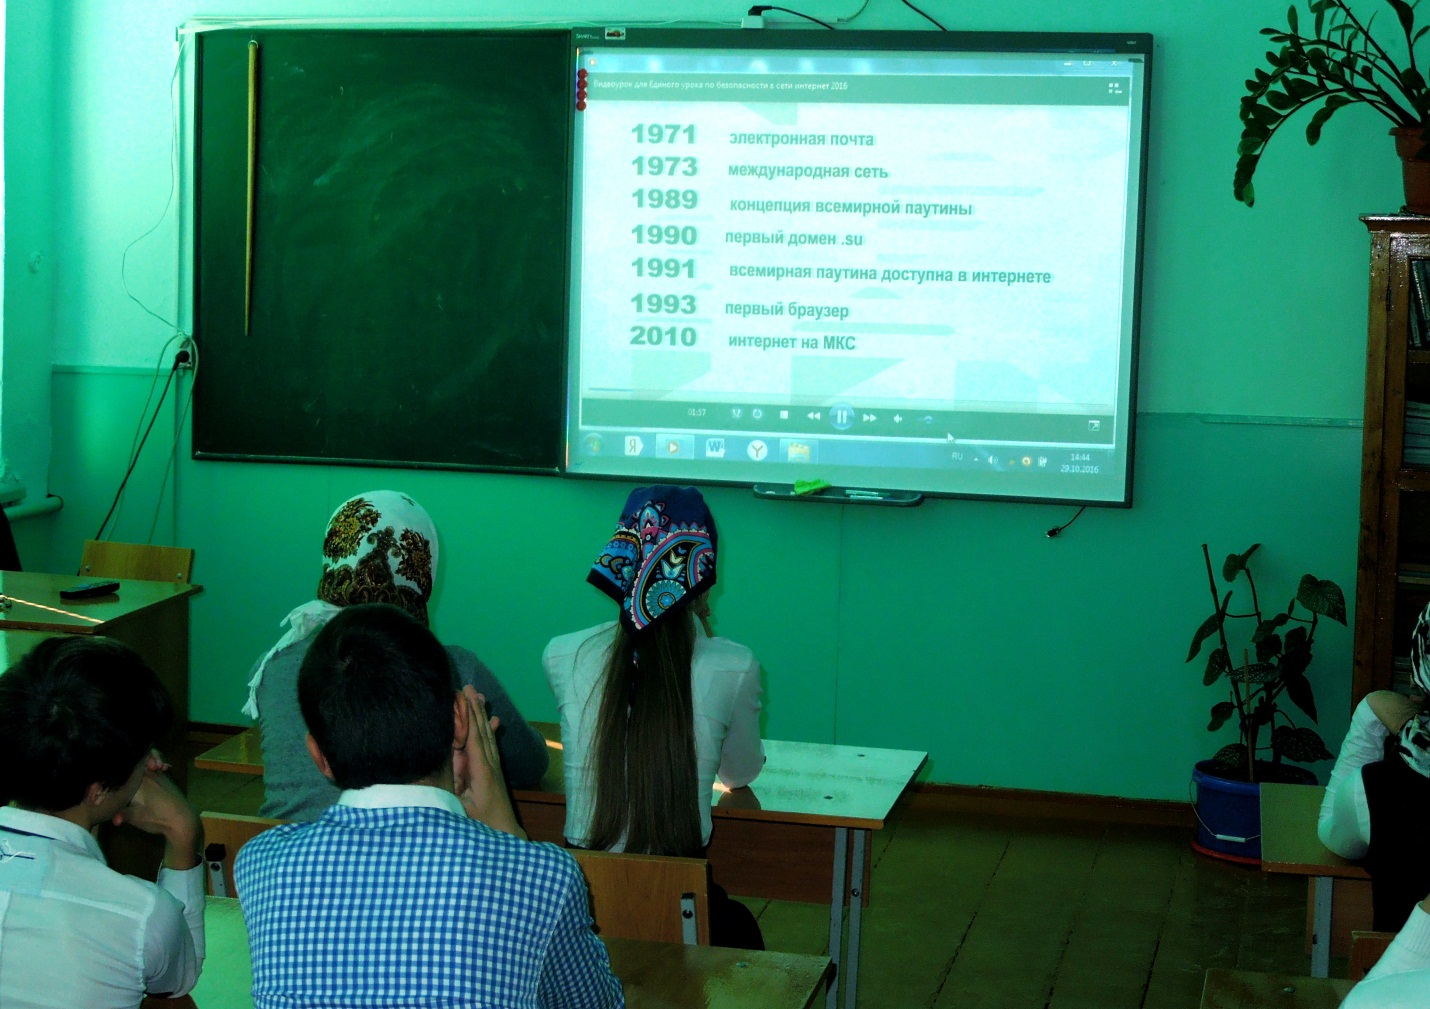 Видеоурок для Единого урока по безопасности в сети интернет 2016
1971 электронная почта
1973 международная сеть
1989 концепция всемирной паутины
1990 первый домен .su
1991 всемирная паутина доступна в интернете
1993 первый браузер
2010 интернет на МКС
01:37
Я W Y RU 14:44
29.10.2016